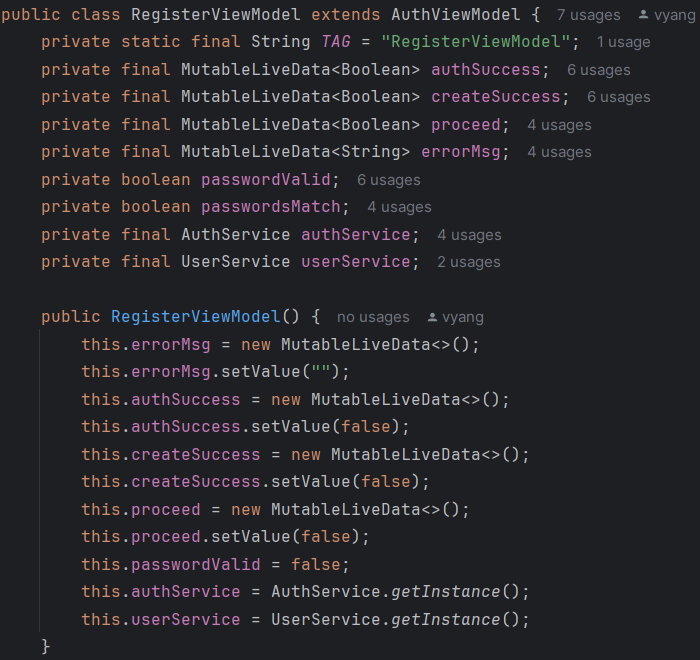 public class RegisterViewModel extends AuthViewModel { 7 usages vyang
private static final String TAG = "RegisterViewModel"; 1 usage
private final MutableLiveData<Boolean> authSuccess; 6 usages
private final MutableLiveData<Boolean> createSuccess; 6 usages
private final MutableLiveData<Boolean> proceed; 4 usages
private final MutableLiveData<String> errorMsg; 4 usages
private boolean passwordValid; 6 usages
private boolean passwordsMatch; 4 usages
private final AuthService authService; 4 usages
private final UserService userService; 2 usages
public RegisterViewModel() { no usages vyang
this.errorMsg = new MutableLiveData<>();
this.errorMsg.setValue("");
this.authSuccess = new MutableLiveData<>();
this.authSuccess.setValue(false);
this.createSuccess = new MutableLiveData<>();
this.createSuccess.setValue(false);
this.proceed = new MutableLiveData<>();
this.proceed.setValue(false);
this.passwordValid = false;
this.authService = AuthService.getInstance();
this.userService = UserService.getInstance();
}